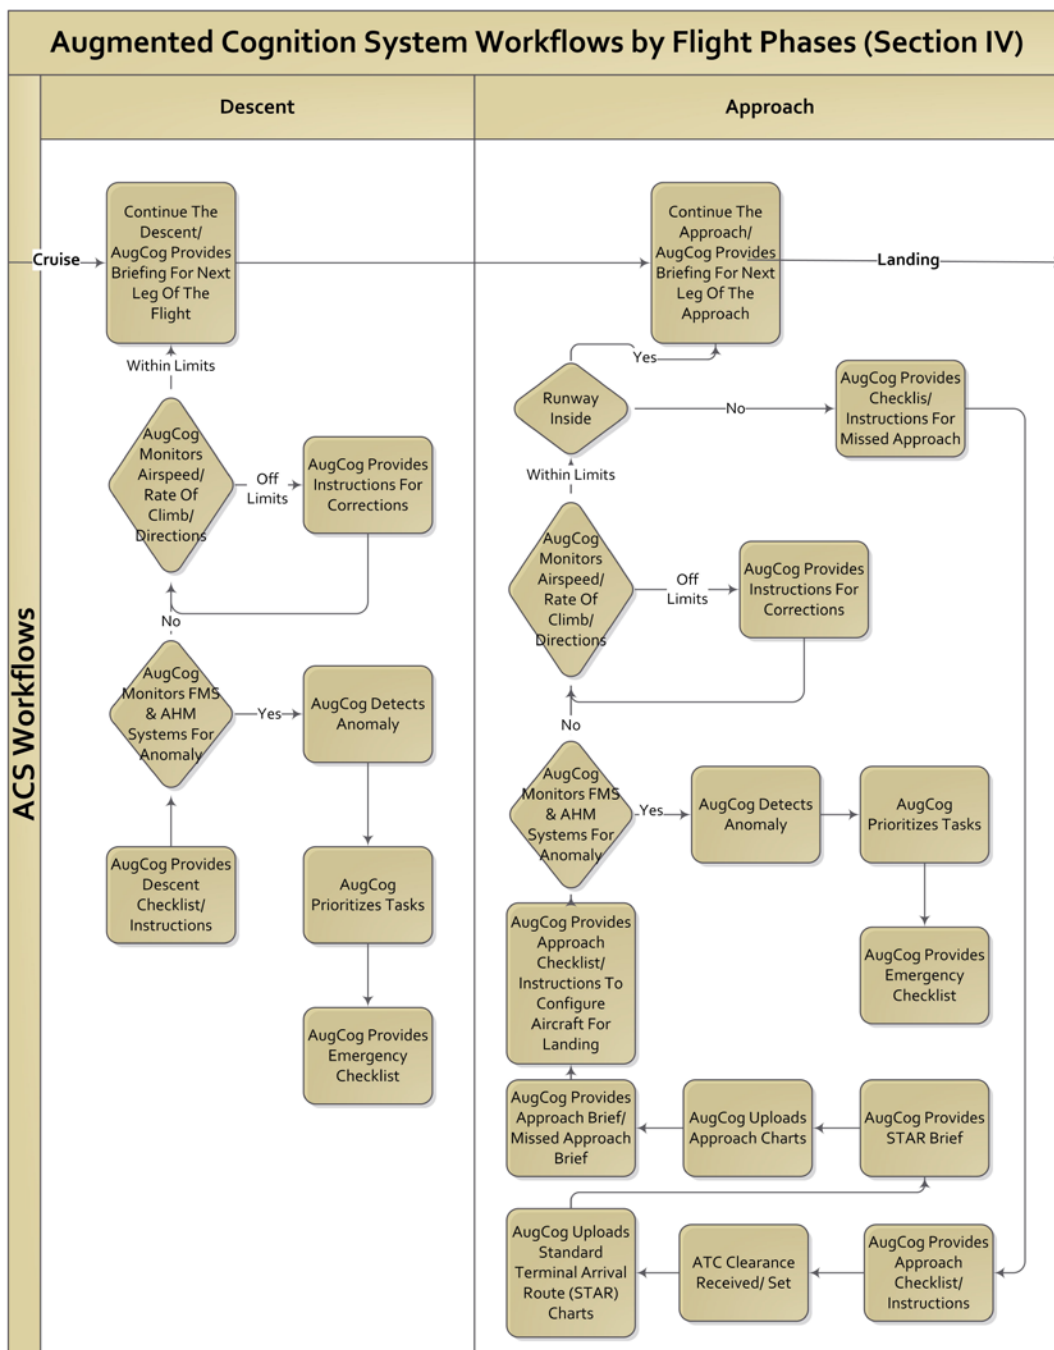 Augmented Cognition System Workflows by Flight Phases (Section IV)
Descent
Approach
ACS Workflows
Cruise
Continue The
Descent/
AugCog Provides
Briefing For Next
Leg Of The
Flight
Within Limits
AugCog
Monitors
Airspeed/
Rate Of
Climb/
Directions
Off
Limits
AugCog Provides
Instructions For
Corrections
No
AugCog
Monitors FMS
& AHM
Systems For
Anomaly
Yes
AugCog Detects
Anomaly
AugCog Provides
Descent
Checklist/
Instructions
AugCog
Prioritizes Tasks
AugCog Provides
Emergency
Checklist
Continue The
Approach/
AugCog Provides
Briefing For Next
Leg Of The
Approach
Landing
Yes
Runway
Inside
No
AugCog Provides
Checklis/
Instructions For
Missed Approach
Within Limits
AugCog
Monitors
Airspeed/
Rate Of
Climb/
Directions
Off
Limits
AugCog Provides
Instructions For
Corrections
No
AugCog
Monitors FMS
& AHM
Systems For
Anomaly
Yes
AugCog Detects
Anomaly
AugCog
Prioritizes Tasks
AugCog Provides
Emergency
Checklist
AugCog Provides
Approach
Checklist/
Instructions To
Configure
Aircraft For
Landing
AugCog Provides
Approach Brief/
Missed Approach
Brief
AugCog Uploads
Approach Charts
AugCog Provides
STAR Brief
AugCog Uploads
Standard
Terminal Arrival
Route (STAR)
Charts
ATC Clearance
Received/ Set
AugCog Provides
Approach
Checklist/
Instructions